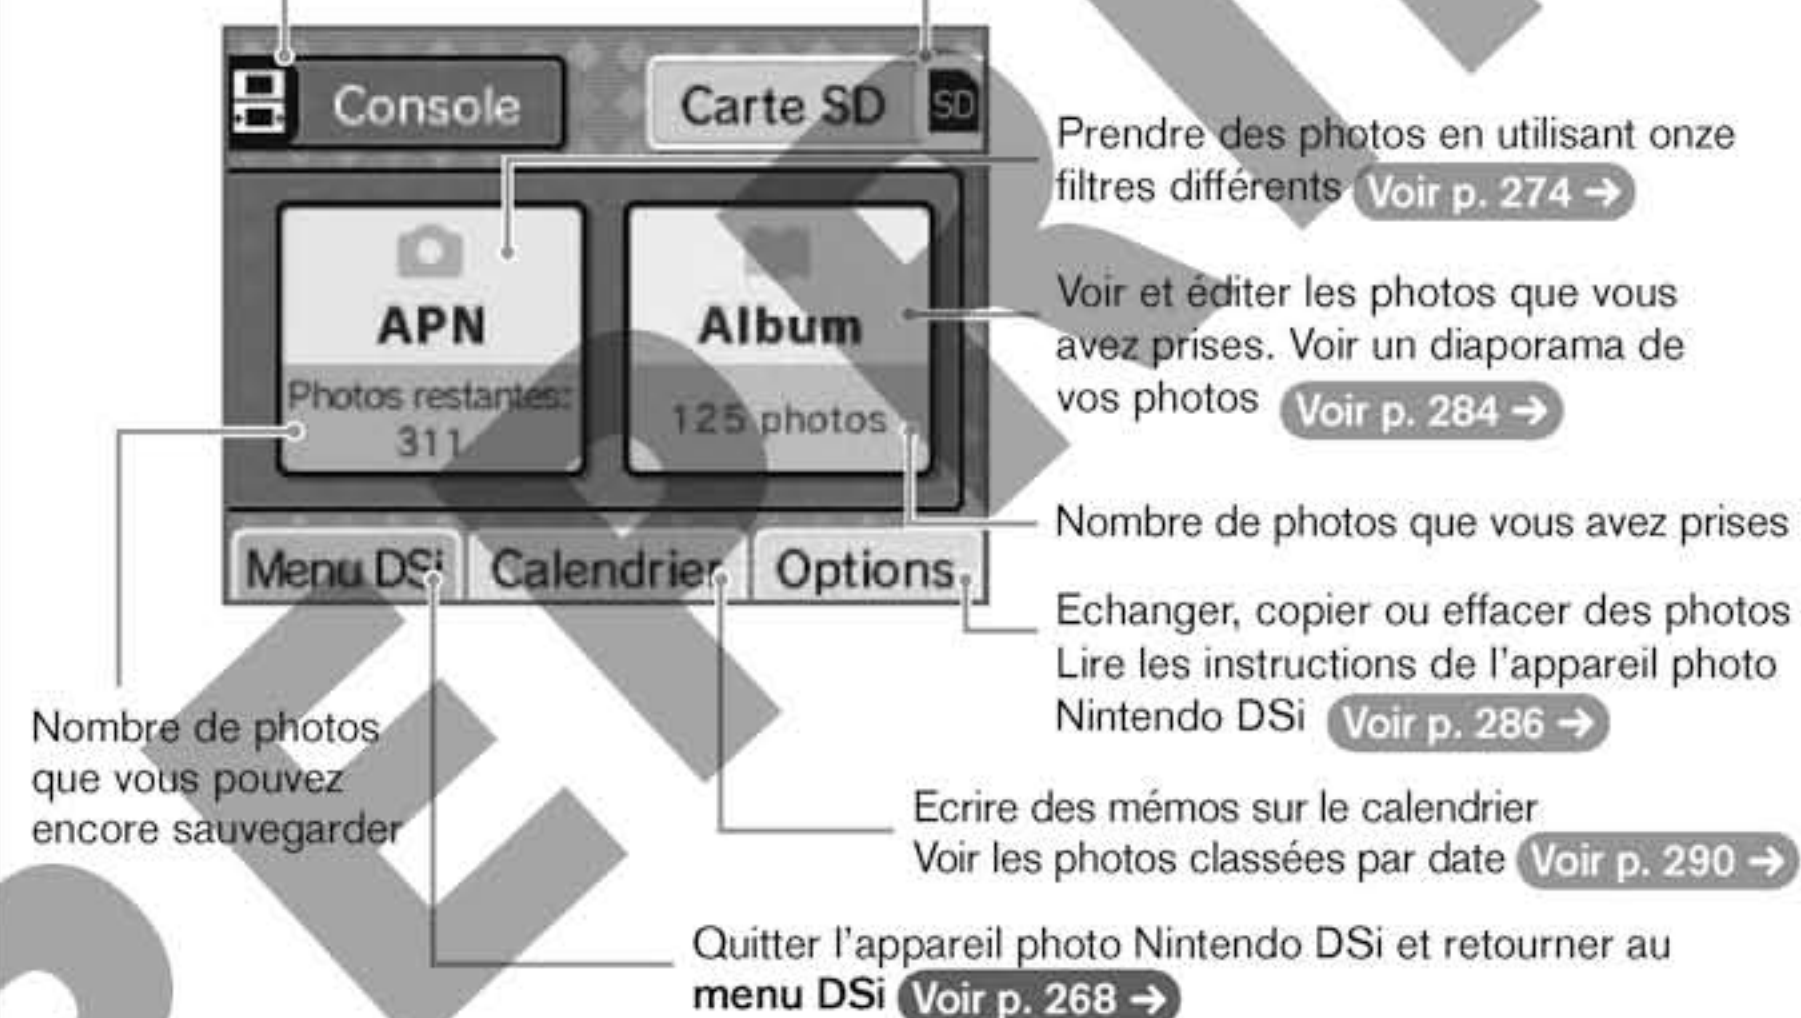 Console
Carte SD
SD
Prendre des photos en utilisant onze
filtres différents Voir p. 274 →
APN
Album
Voir et éditer les photos que vous
avez prises. Voir un diaporama de
vos photos Voir p. 284 →
Photos restantes:
311
125 photos
Nombre de photos que vous avez prises
Menu DSi
Calendrier
Options
Echanger, copier ou effacer des photos
Lire les instructions de l'appareil photo
Nintendo DSi Voir p. 286 →
Nombre de photos
que vous pouvez
encore sauvegarder
Ecrire des mémos sur le calendrier
Voir les photos classées par date Voir p. 290 →
Quitter l'appareil photo Nintendo DSi et retourner au
menu DSi Voir p. 268 →